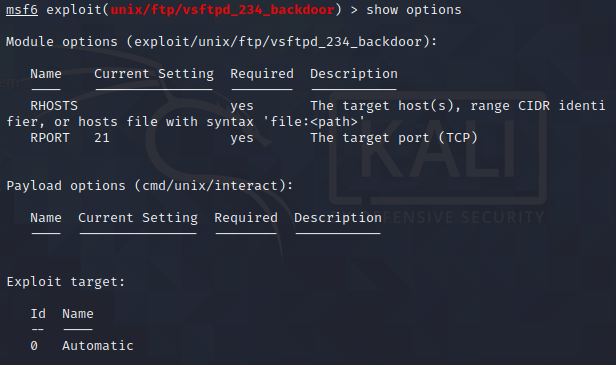 msf6 exploit(unix/ftp/vsftpd_234_backdoor) > show options
Module options (exploit/unix/ftp/vsftpd_234_backdoor):
Name Current Setting Required Description
---- --------------- -------- -----------
RHOSTS yes The target host(s), range CIDR identi
fier, or hosts file with syntax 'file:<path>'
RPORT 21 yes The target port (TCP)
Payload options (cmd/unix/interact):
Name Current Setting Required Description
---- --------------- -------- -----------
Exploit target:
Id Name
-- ----
0 Automatic
KALI
OFFENSIVE SECURITY